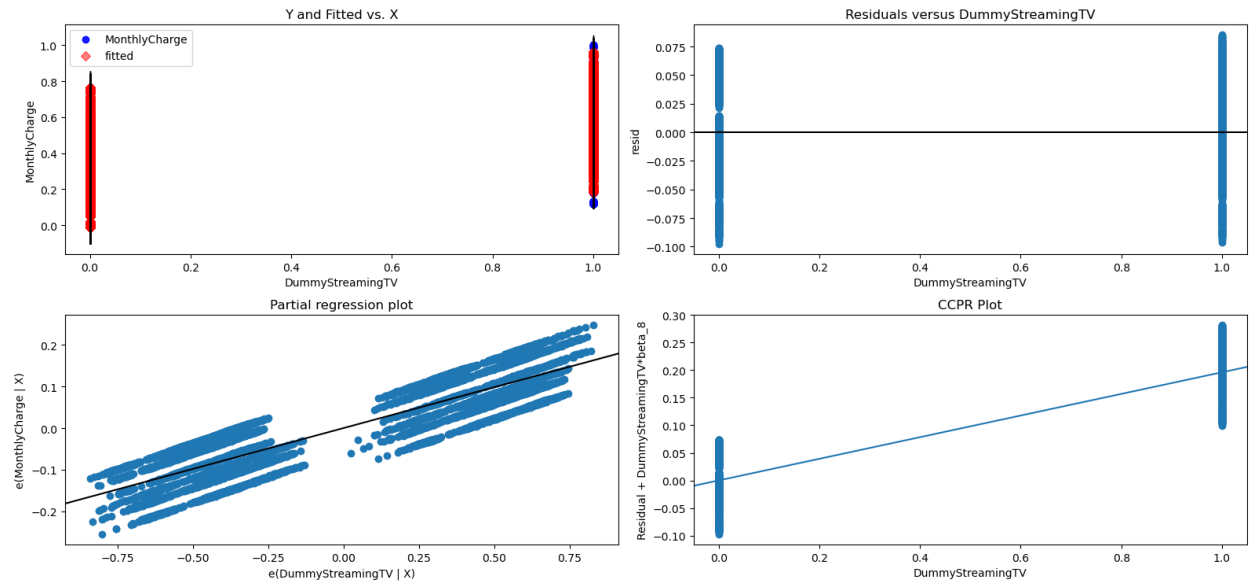 Y and Fitted vs. X
MonthlyCharge
fitted
1.0
0.8
0.6
0.4
0.2
0.0
MonthlyCharge
0.0 0.2 0.4 0.6 0.8 1.0
DummyStreamingTV
Residuals versus DummyStreamingTV
0.075
0.050
0.025
0.000
−0.025
−0.050
−0.075
−0.100
resid
0.0 0.2 0.4 0.6 0.8 1.0
DummyStreamingTV
Partial regression plot
0.2
0.1
0.0
−0.1
−0.2
e(MonthlyCharge | X)
−0.75 −0.50 −0.25 0.00 0.25 0.50 0.75
e(DummyStreamingTV | X)
CCPR Plot
0.30
0.25
0.20
0.15
0.10
0.05
0.00
−0.05
−0.10
Residual + DummyStreamingTV*beta_8
0.0 0.2 0.4 0.6 0.8 1.0
DummyStreamingTV